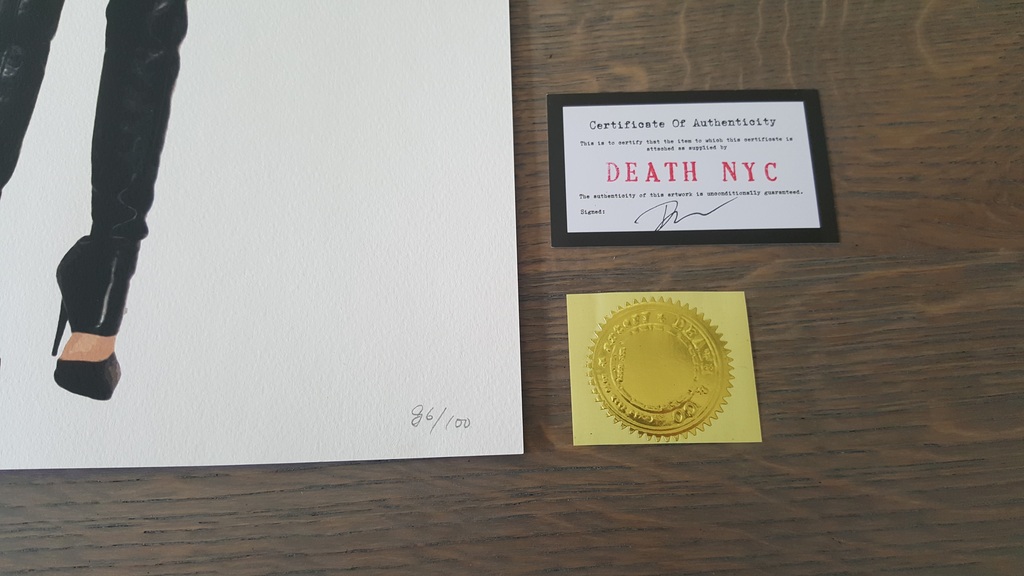 Certificate Of Authenticity
This is to certify that the item to which this certificate is
attached as supplied by
DEATH NYC
The authenticity of this artwork is unconditionally guaranteed.
Signed:
86/100
DEATH